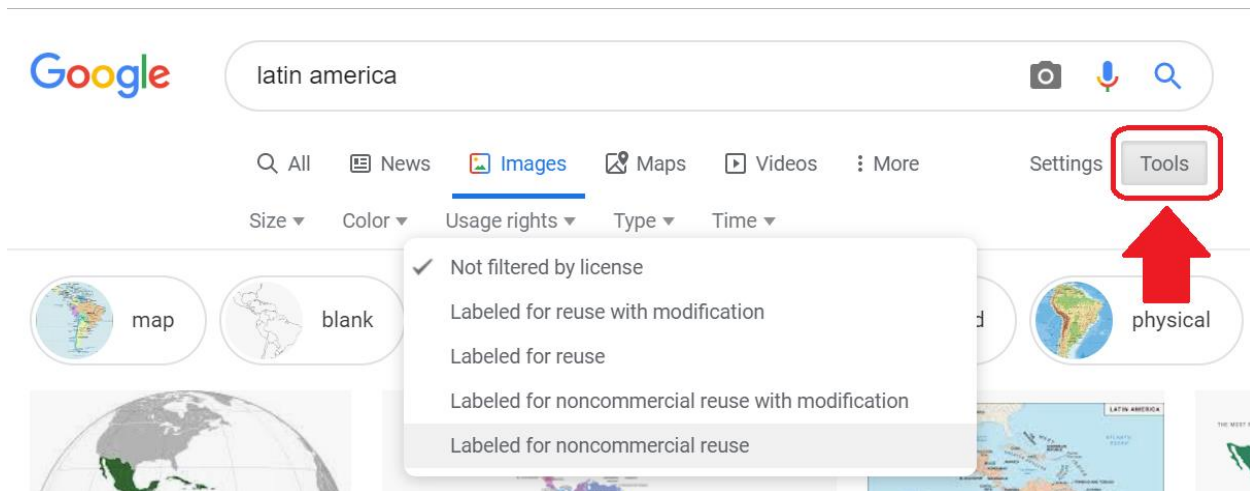 Google
latin america
All News Images Maps Videos More Settings Tools
Size Color Usage rights Type Time
Not filtered by license
Labeled for reuse with modification
Labeled for reuse
Labeled for noncommercial reuse with modification
Labeled for noncommercial reuse
map blank physical
LATIN AMERICA